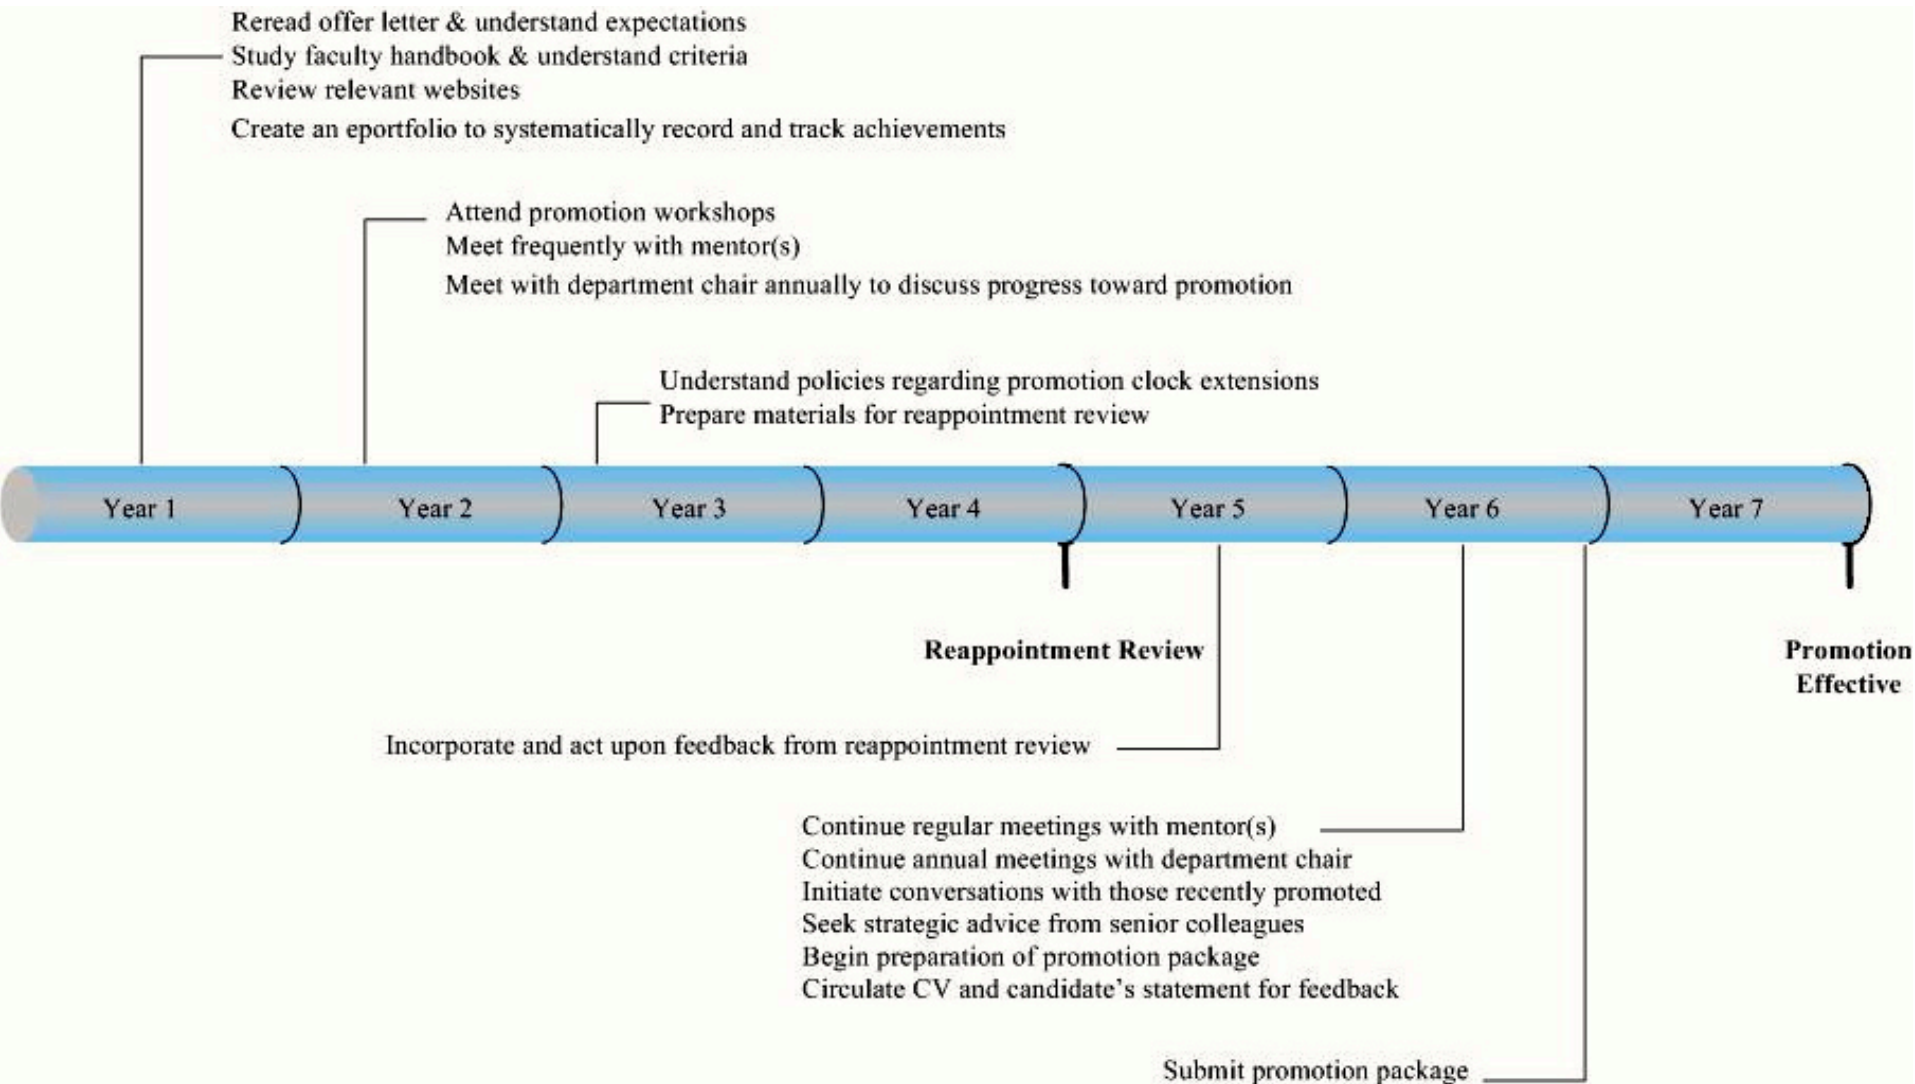 Reread offer letter & understand expectations
Study faculty handbook & understand criteria
Review relevant websites
Create an eportfolio to systematically record and track achievements
Attend promotion workshops
Meet frequently with mentor(s)
Meet with department chair annually to discuss progress toward promotion
Understand policies regarding promotion clock extensions
Prepare materials for reappointment review
Year 1
Year 2
Year 3
Year 4
Year 5
Year 6
Year 7
Reappointment Review
Promotion
Effective
Incorporate and act upon feedback from reappointment review
Continue regular meetings with mentor(s)
Continue annual meetings with department chair
Initiate conversations with those recently promoted
Seek strategic advice from senior colleagues
Begin preparation of promotion package
Circulate CV and candidate’s statement for feedback
Submit promotion package